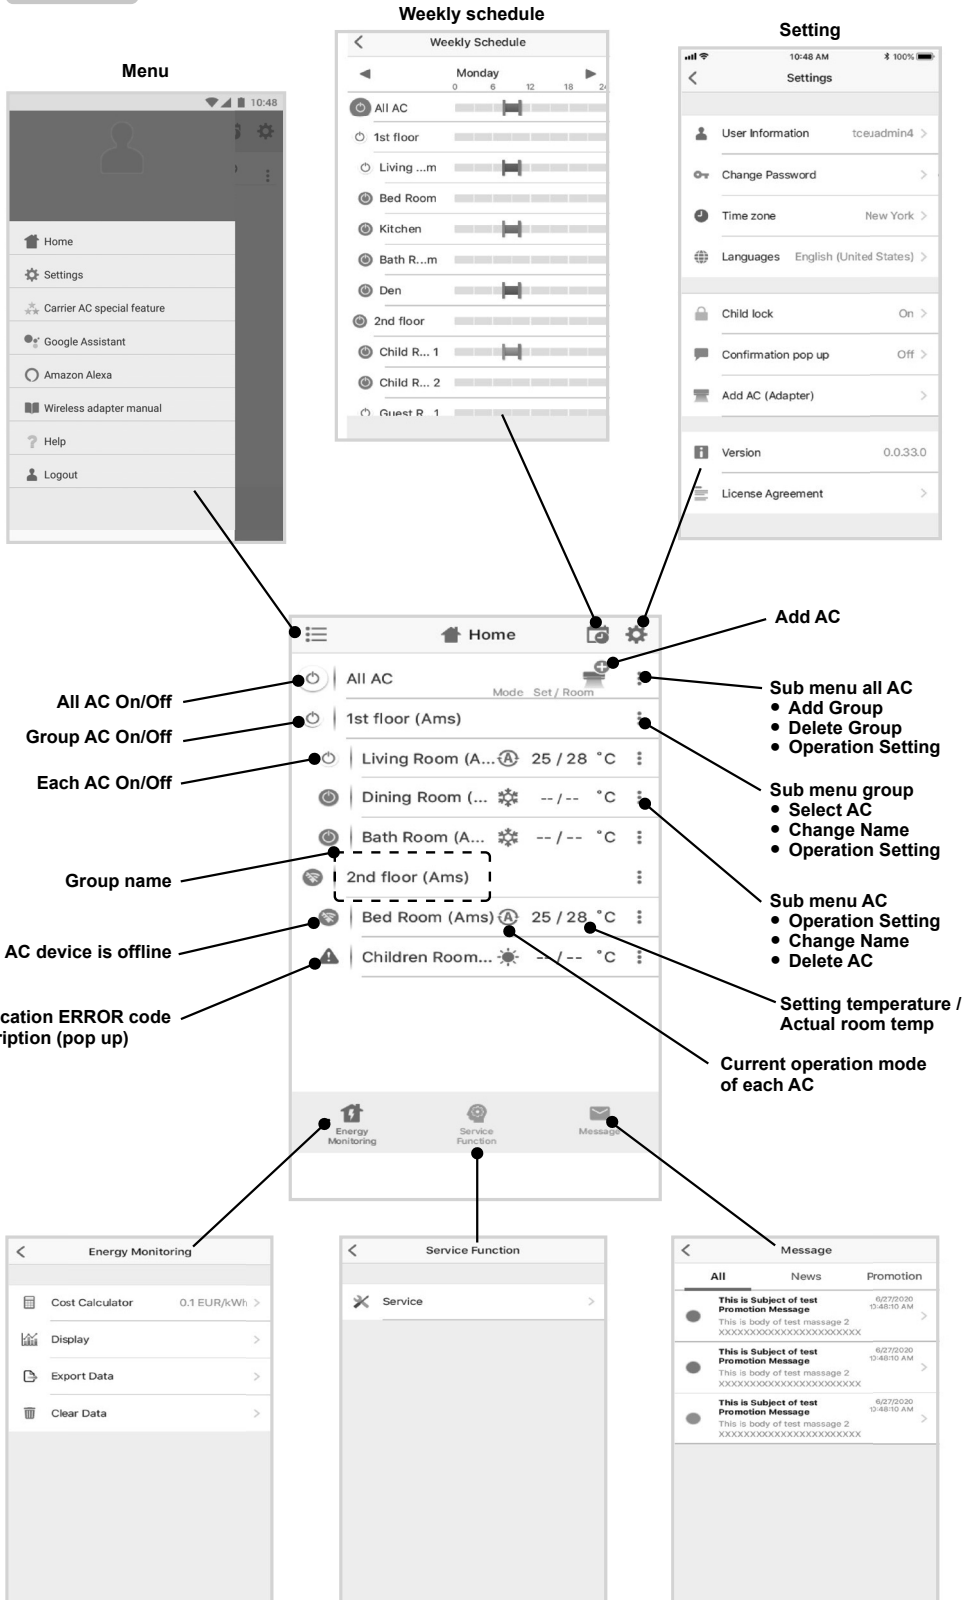 Weekly schedule
Weekly Schedule
Monday
0 6 12 18 24
All AC
1st floor
Living ...m
Bed Room
Kitchen
Bath R...m
Den
2nd floor
Child R... 1
Child R... 2
Guest R...1
Setting
10:48 AM 100%
Settings
User Information tceuadmin4
Change Password
Time zone New York
Languages English (United States)
Child lock On
Confirmation pop up Off
Add AC (Adapter)
Version 0.0.33.0
License Agreement
Menu
10:48
Home
Settings
Carrier AC special feature
Google Assistant
Amazon Alexa
Wireless adapter manual
Help
Logout
Home
All AC
Mode Set / Room
1st floor (Ams)
Living Room (A... A 25 / 28 °C
Dining Room (... -- / -- °C
Bath Room (A... -- / -- °C
2nd floor (Ams)
Bed Room (Ams) A 25 / 28 °C
Children Room... -- / -- °C
Energy
Monitoring
Service
Function
Message
All AC On/Off
Group AC On/Off
Each AC On/Off
Group name
AC device is offline
cation ERROR code
ription (pop up)
Add AC
Sub menu all AC
• Add Group
• Delete Group
• Operation Setting
Sub menu group
• Select AC
• Change Name
• Operation Setting
Sub menu AC
• Operation Setting
• Change Name
• Delete AC
Setting temperature /
Actual room temp
Current operation mode
of each AC
Energy Monitoring
Cost Calculator 0.1 EUR/kWh
Display
Export Data
Clear Data
Service Function
Service
Message
All News Promotion
This is Subject of test 6/27/2020
Promotion Message 10:48:10 AM
This is body of test massage 2
XXXXXXXXXXXXXXXXXXXXXXX
This is Subject of test 6/27/2020
Promotion Message 10:48:10 AM
This is body of test massage 2
XXXXXXXXXXXXXXXXXXXXXXX
This is Subject of test 6/27/2020
Promotion Message 10:48:10 AM
This is body of test massage 2
XXXXXXXXXXXXXXXXXXXXXXX